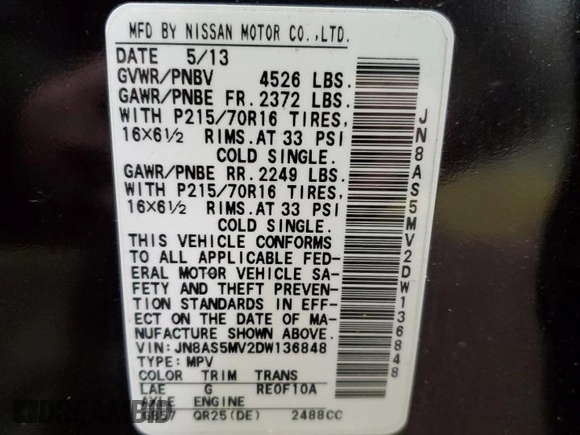 MFD BY NISSAN MOTOR CO.,LTD.
DATE 5/13
GVWR/PNBV 4526 LBS.
GAWR/PNBE FR. 2372 LBS.
WITH P215/70R16 TIRES,
16X6½ RIMS. AT 33 PSI
COLD SINGLE.
GAWR/PNBE RR. 2249 LBS.
WITH P215/70R16 TIRES,
16X6½ RIMS. AT 33 PSI
COLD SINGLE.
THIS VEHICLE CONFORMS
TO ALL APPLICABLE FED-
ERAL MOTOR VEHICLE SA-
FETY AND THEFT PREVEN-
TION STANDARDS IN EFF-
ECT ON THE DATE OF MA-
NUFACTURE SHOWN ABOVE.
VIN: JN8AS5MV2DW136848
TYPE: MPV
COLOR TRIM TRANS
LAE G RE0F10A
AXLE ENGINE
QR25(DE) 2488CC
JN8AS5MV2DW136848
DREAMBID